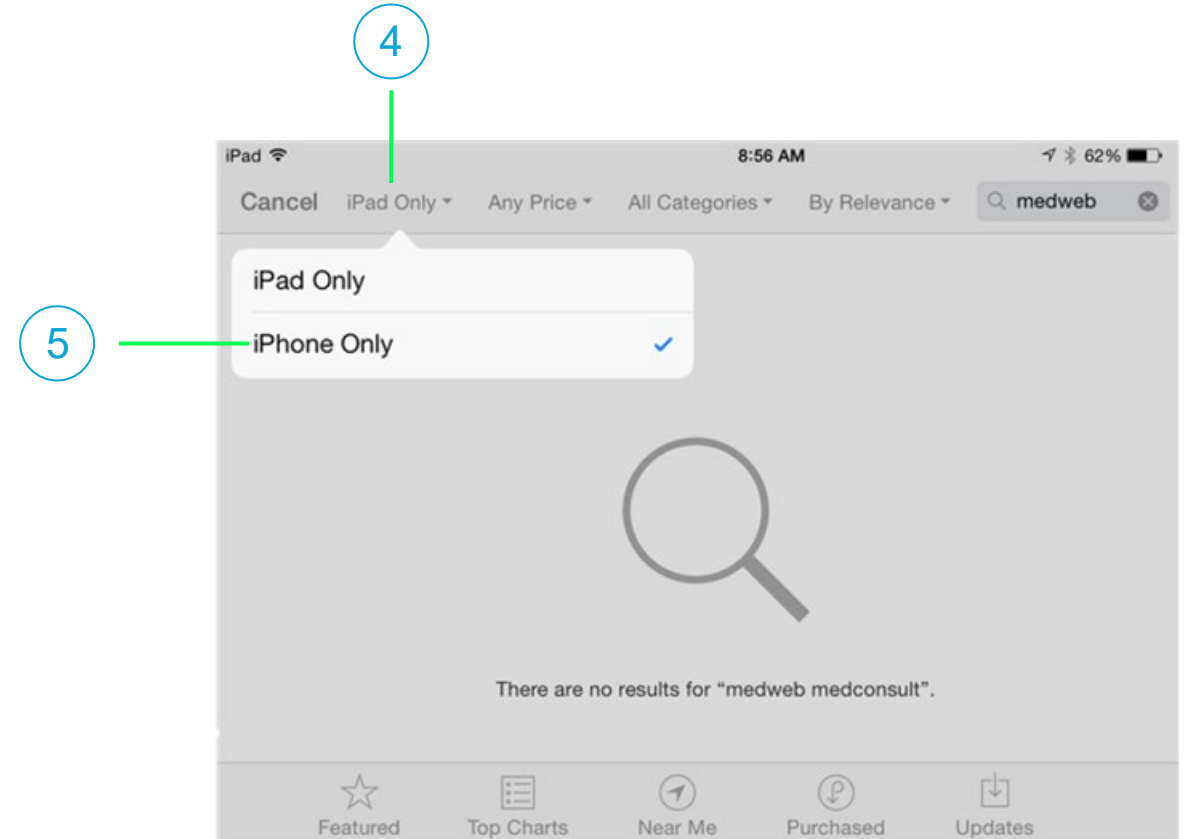 4
iPad 8:56 AM 62%
Cancel iPad Only Any Price All Categories By Relevance medweb
iPad Only
5 iPhone Only
There are no results for “medweb medconsult”.
Featured Top Charts Near Me Purchased Updates